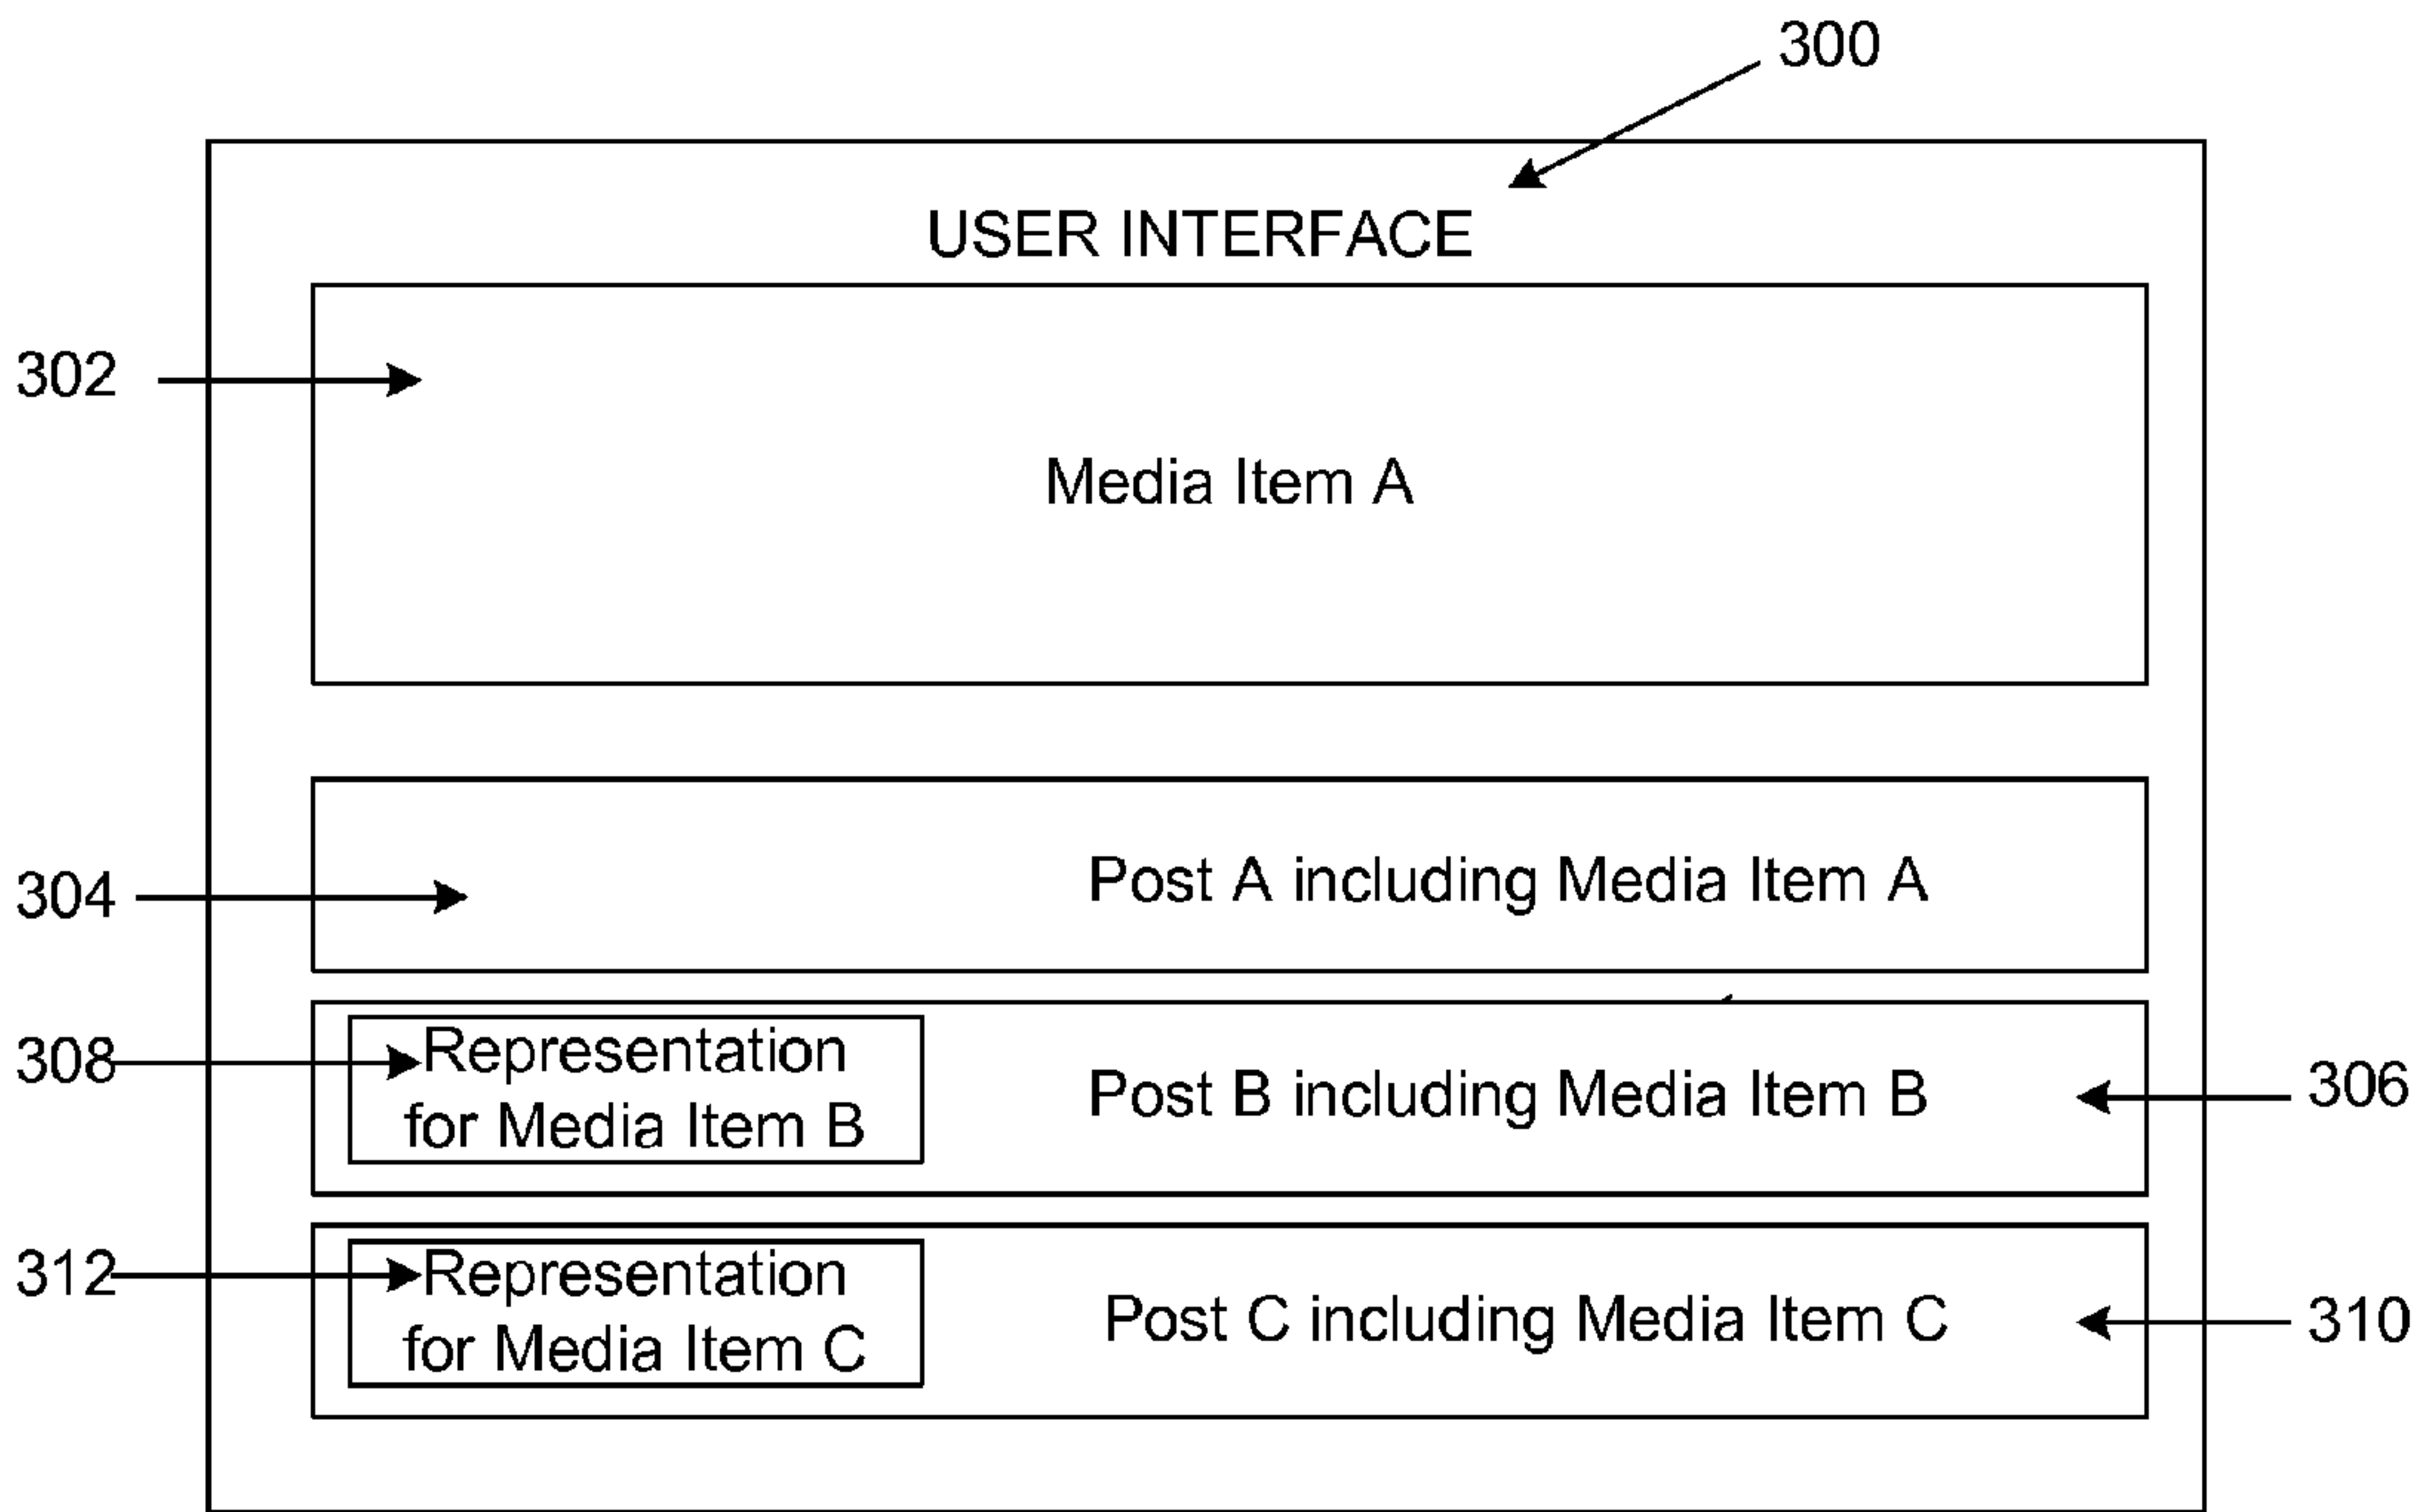 300
USER INTERFACE
302
Media Item A
304
Post A including Media Item A
308
Representation
for Media Item B
Post B including Media Item B
306
312
Representation
for Media Item C
Post C including Media Item C
310